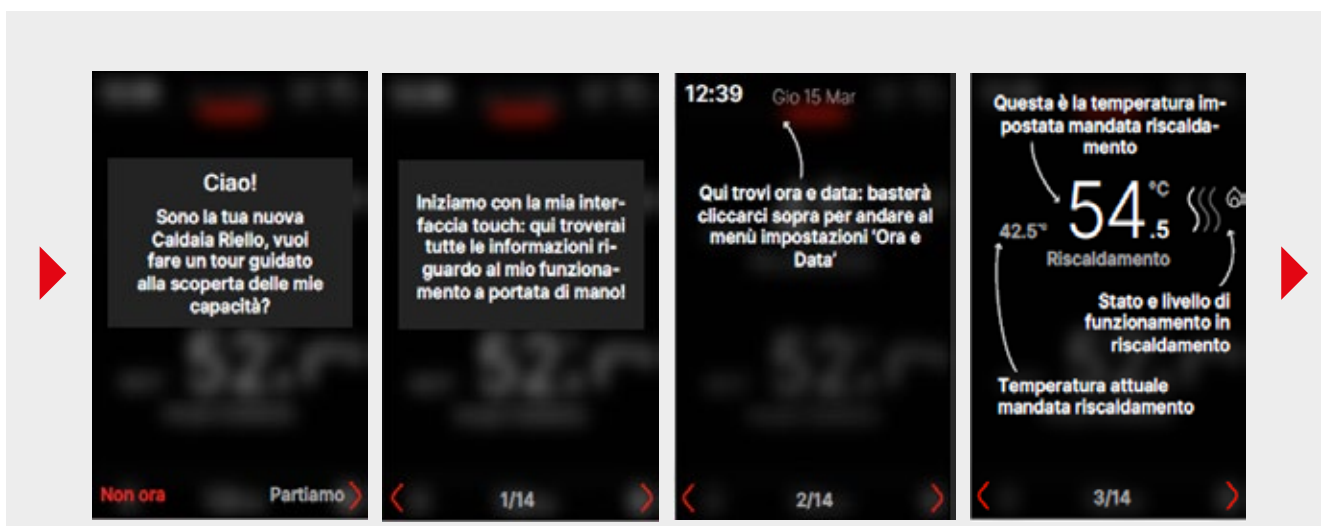 Ciao!
Sono la tua nuova
Caldaia Riello, vuoi
fare un tour guidato
alla scoperta delle mie
capacità?
Non ora
Partiamo
Iniziamo con la mia inter-
faccia touch: qui troverai
tutte le informazioni ri-
guardo al mio funziona-
mento a portata di mano!
1/14
12:39
Gio 15 Mar
Qui trovi ora e data: basterà
cliccarci sopra per andare al
menù impostazioni 'Ora e
Data'
2/14
Questa è la temperatura im-
postata mandata riscalda-
mento
54.5 °C
42.5°
Riscaldamento
Stato e livello di
funzionamento in
riscaldamento
Temperatura attuale
mandata riscaldamento
3/14